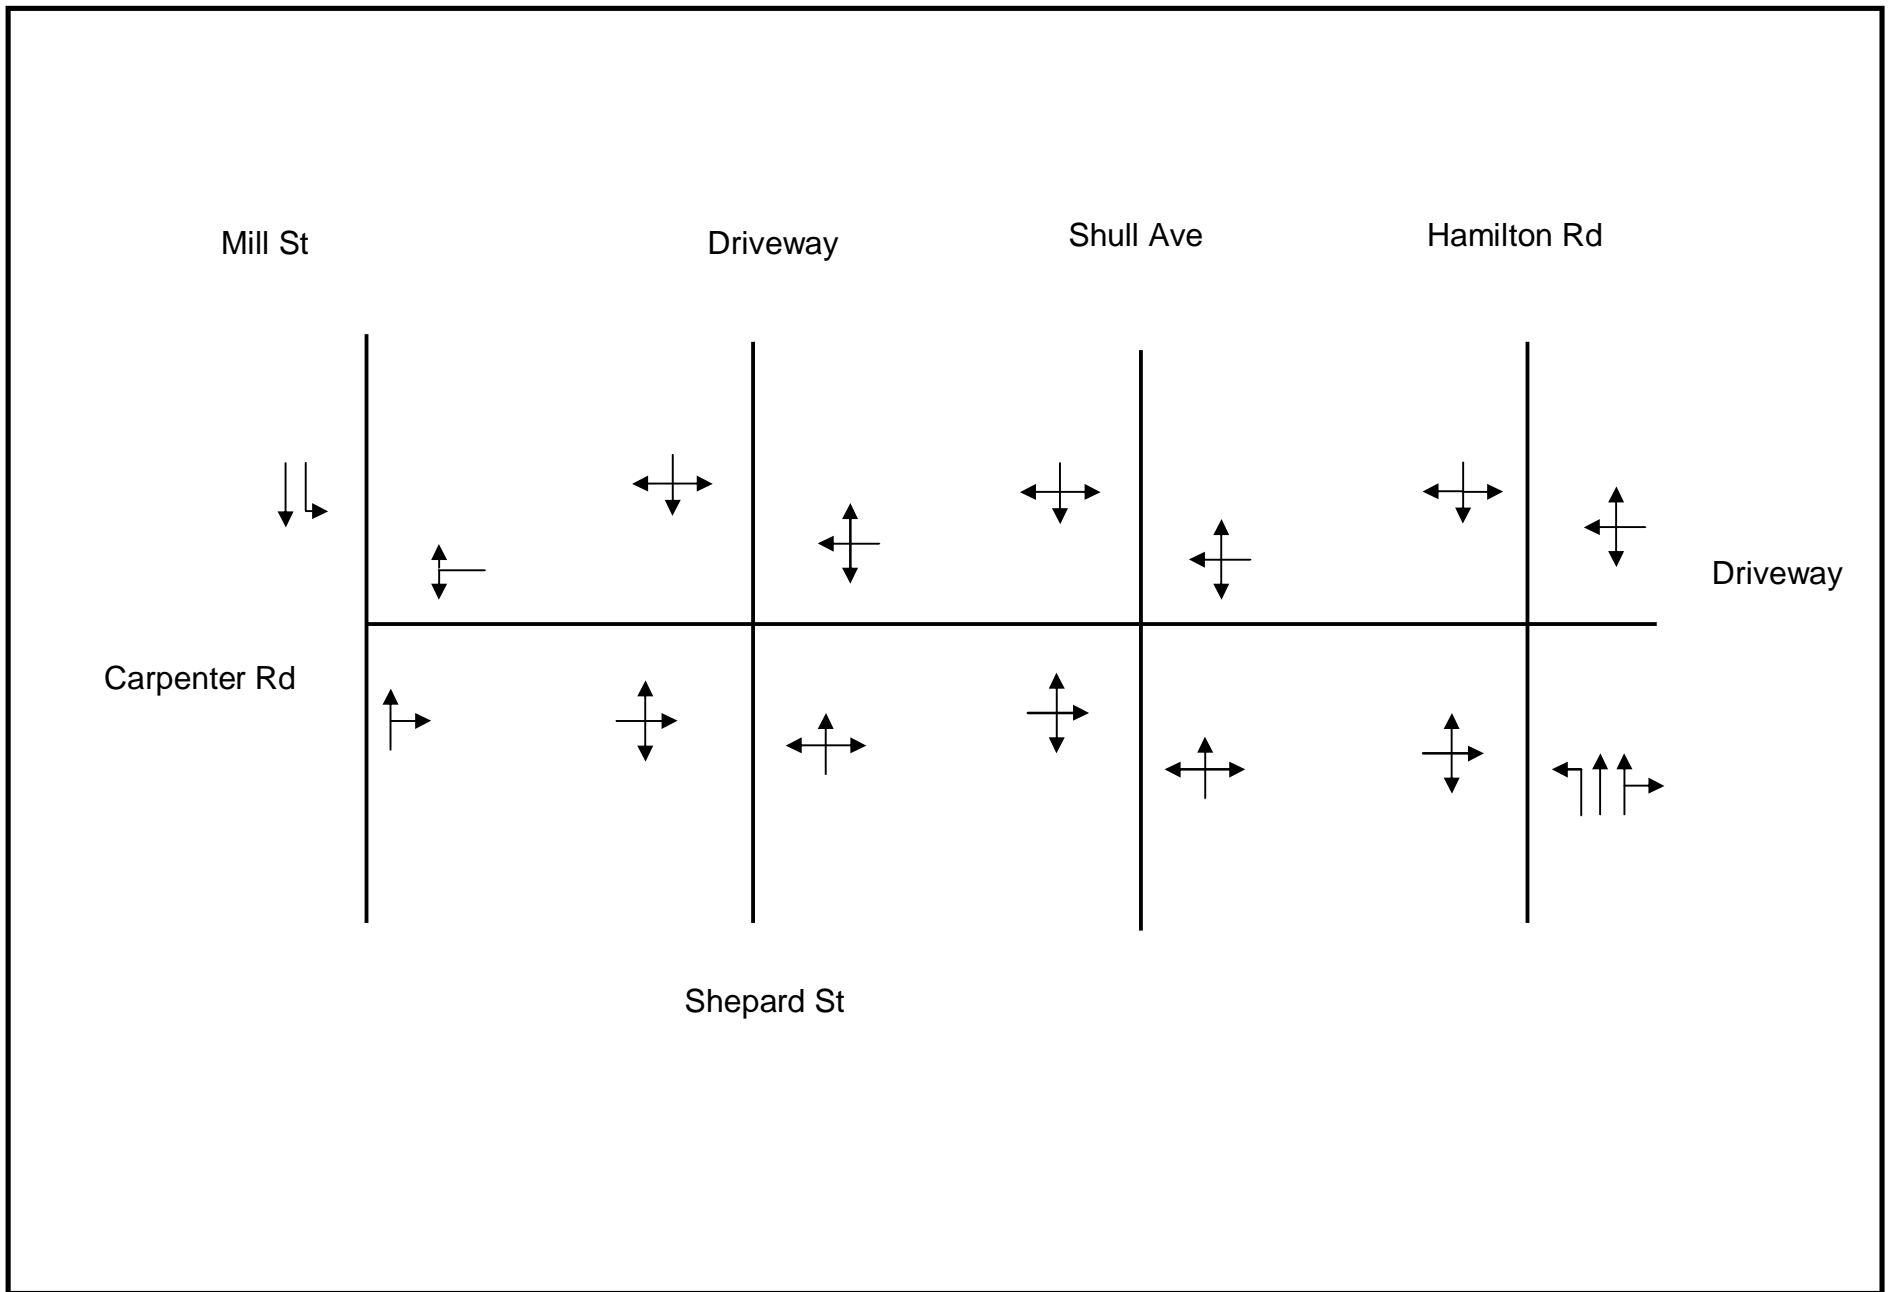 Mill St
Driveway
Shull Ave
Hamilton Rd
Driveway
Carpenter Rd
Shepard St